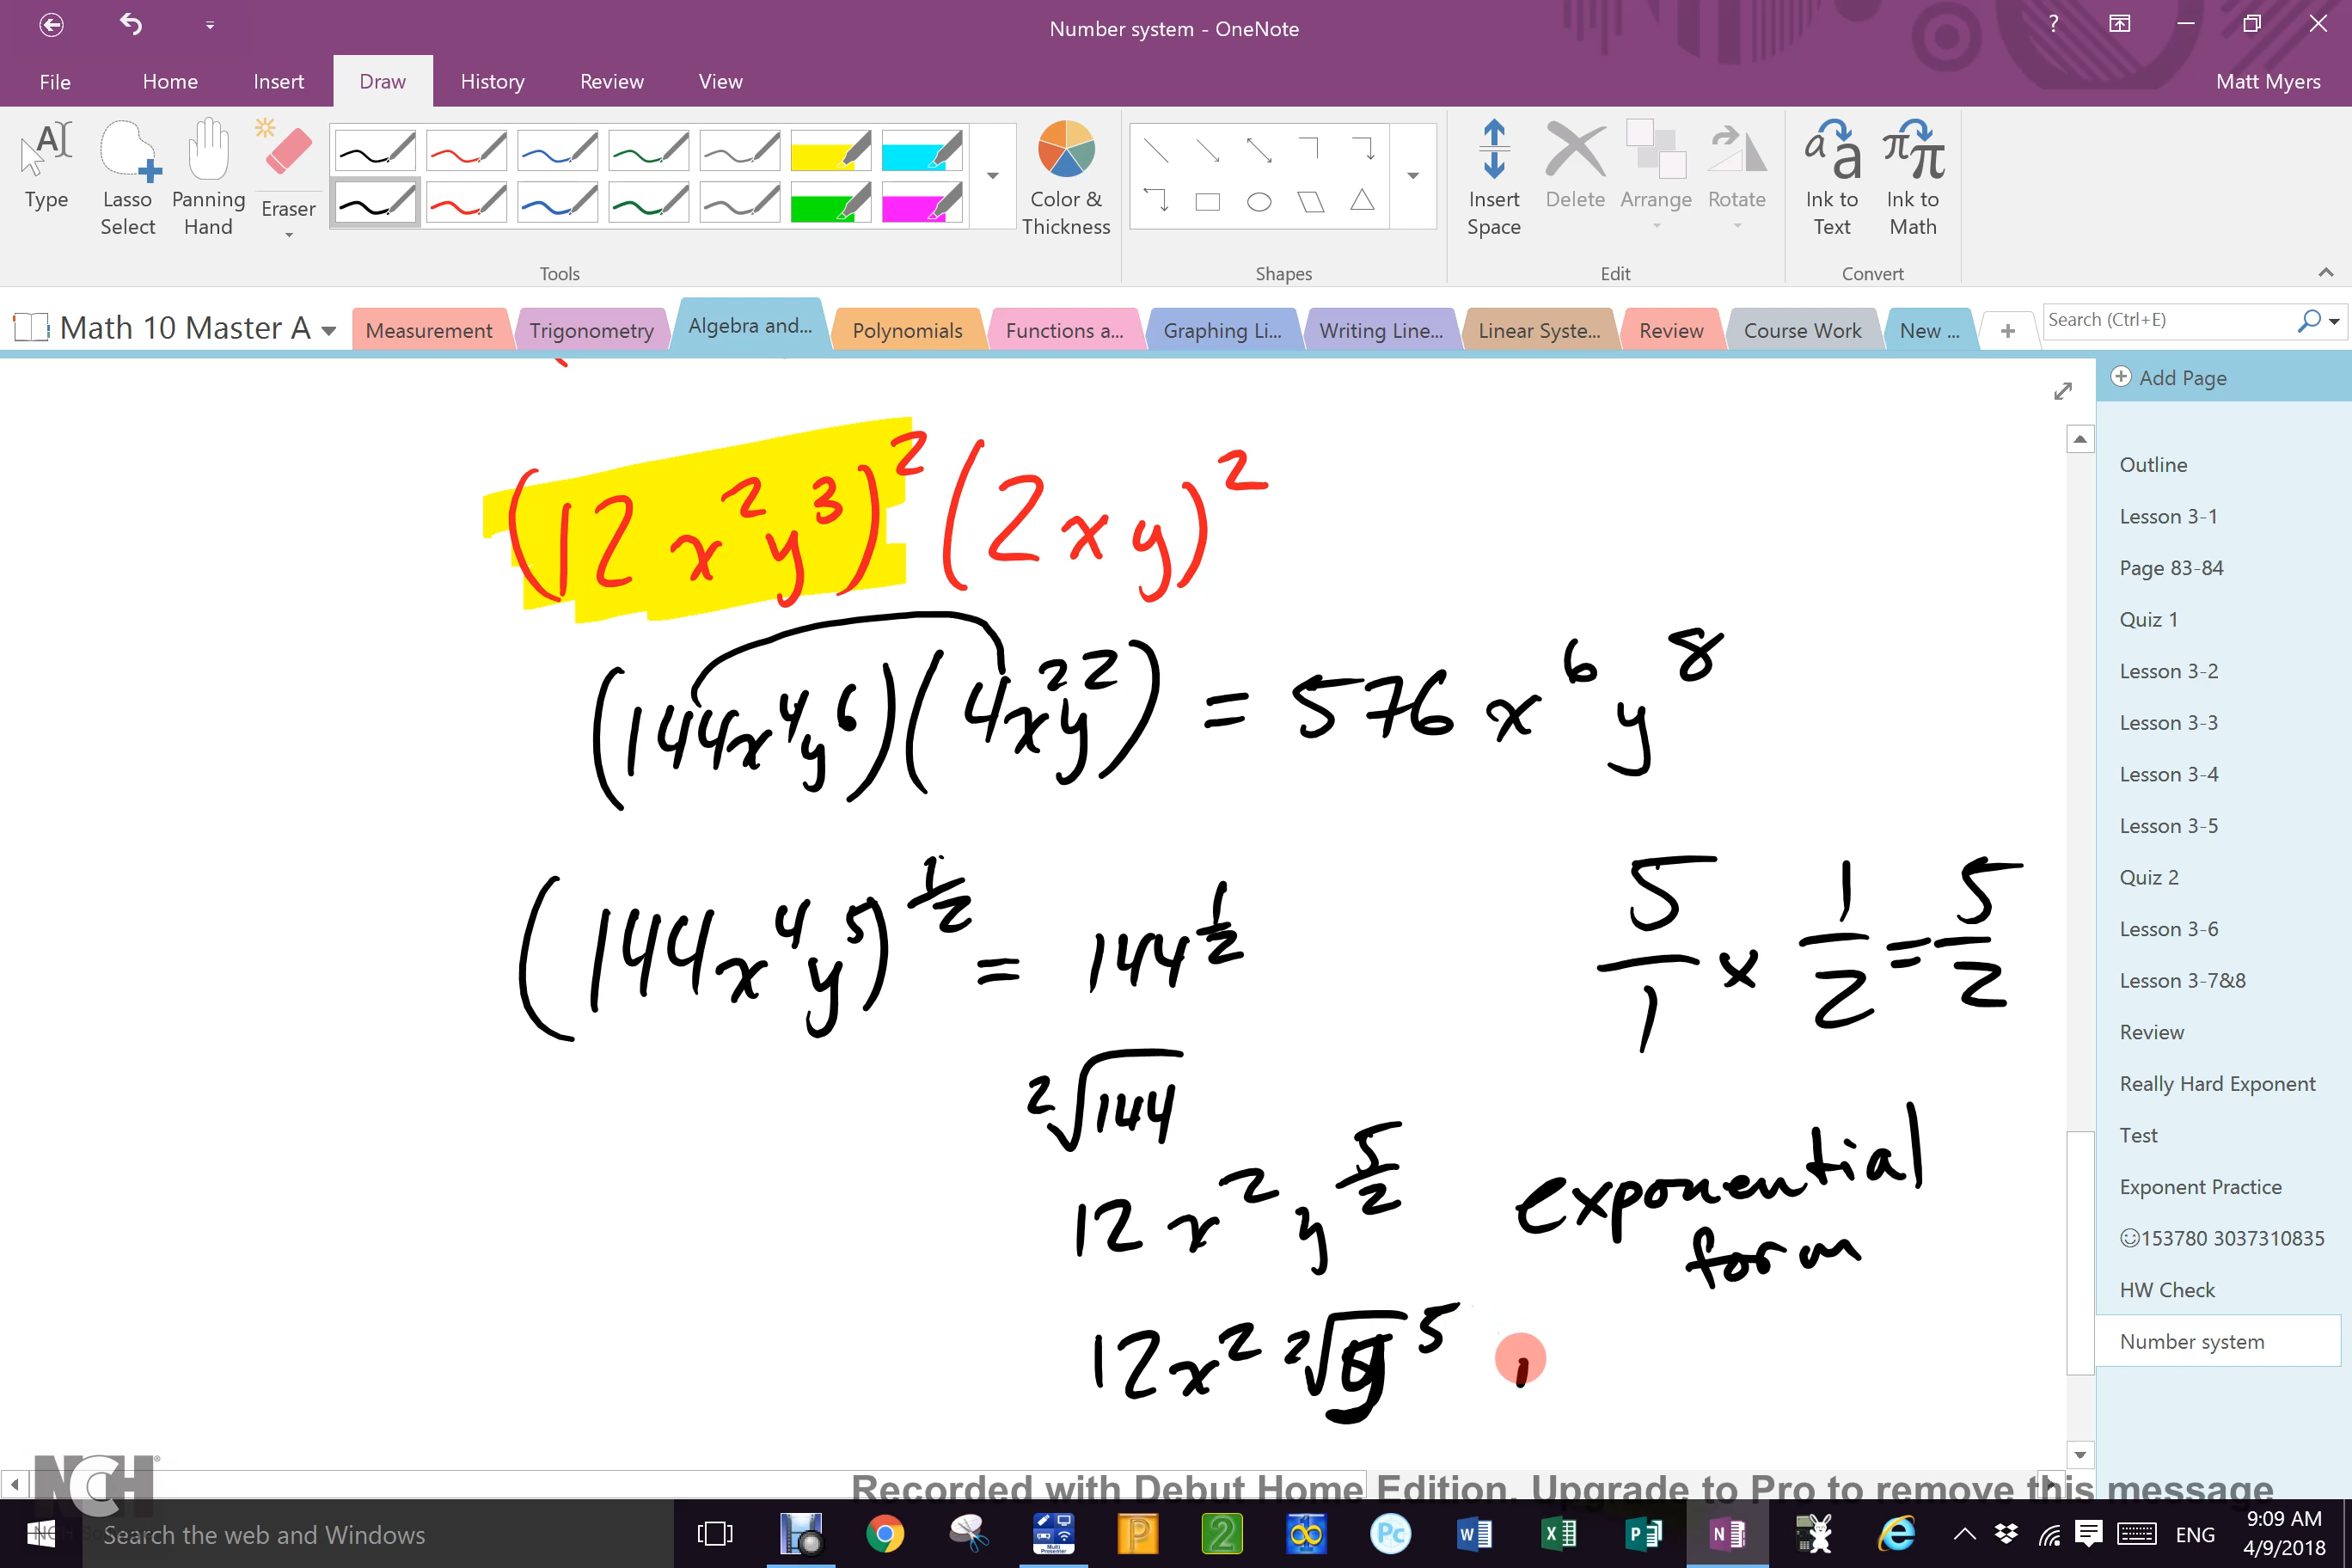 Number system - OneNote
?
File Home Insert Draw History Review View
Matt Myers
Type
Lasso Select
Panning Hand
Eraser
Color & Thickness
Insert Space
Delete
Arrange
Rotate
Ink to Text
Ink to Math
Tools
Shapes
Edit
Convert
Math 10 Master A
Measurement
Trigonometry
Algebra and...
Polynomials
Functions a...
Graphing Li...
Writing Line...
Linear Syste...
Review
Course Work
New ...
+
Search (Ctrl+E)
(12x²y³)² (2xy)²
(144x⁴y⁶)(4x²y²) = 576x⁶y⁸
(144x⁴y⁵)^1/2 = 144^1/2
5/1 × 1/2 = 5/2
²√144
12x²y^5/2 exponential
form
12x² ²√y⁵
Add Page
Outline
Lesson 3-1
Page 83-84
Quiz 1
Lesson 3-2
Lesson 3-3
Lesson 3-4
Lesson 3-5
Quiz 2
Lesson 3-6
Lesson 3-7&8
Review
Really Hard Exponent
Test
Exponent Practice
☺153780 3037310835
HW Check
Number system
NCH
Recorded with Debut Home Edition. Upgrade to Pro to remove this message
Search the web and Windows
ENG
9:09 AM
4/9/2018